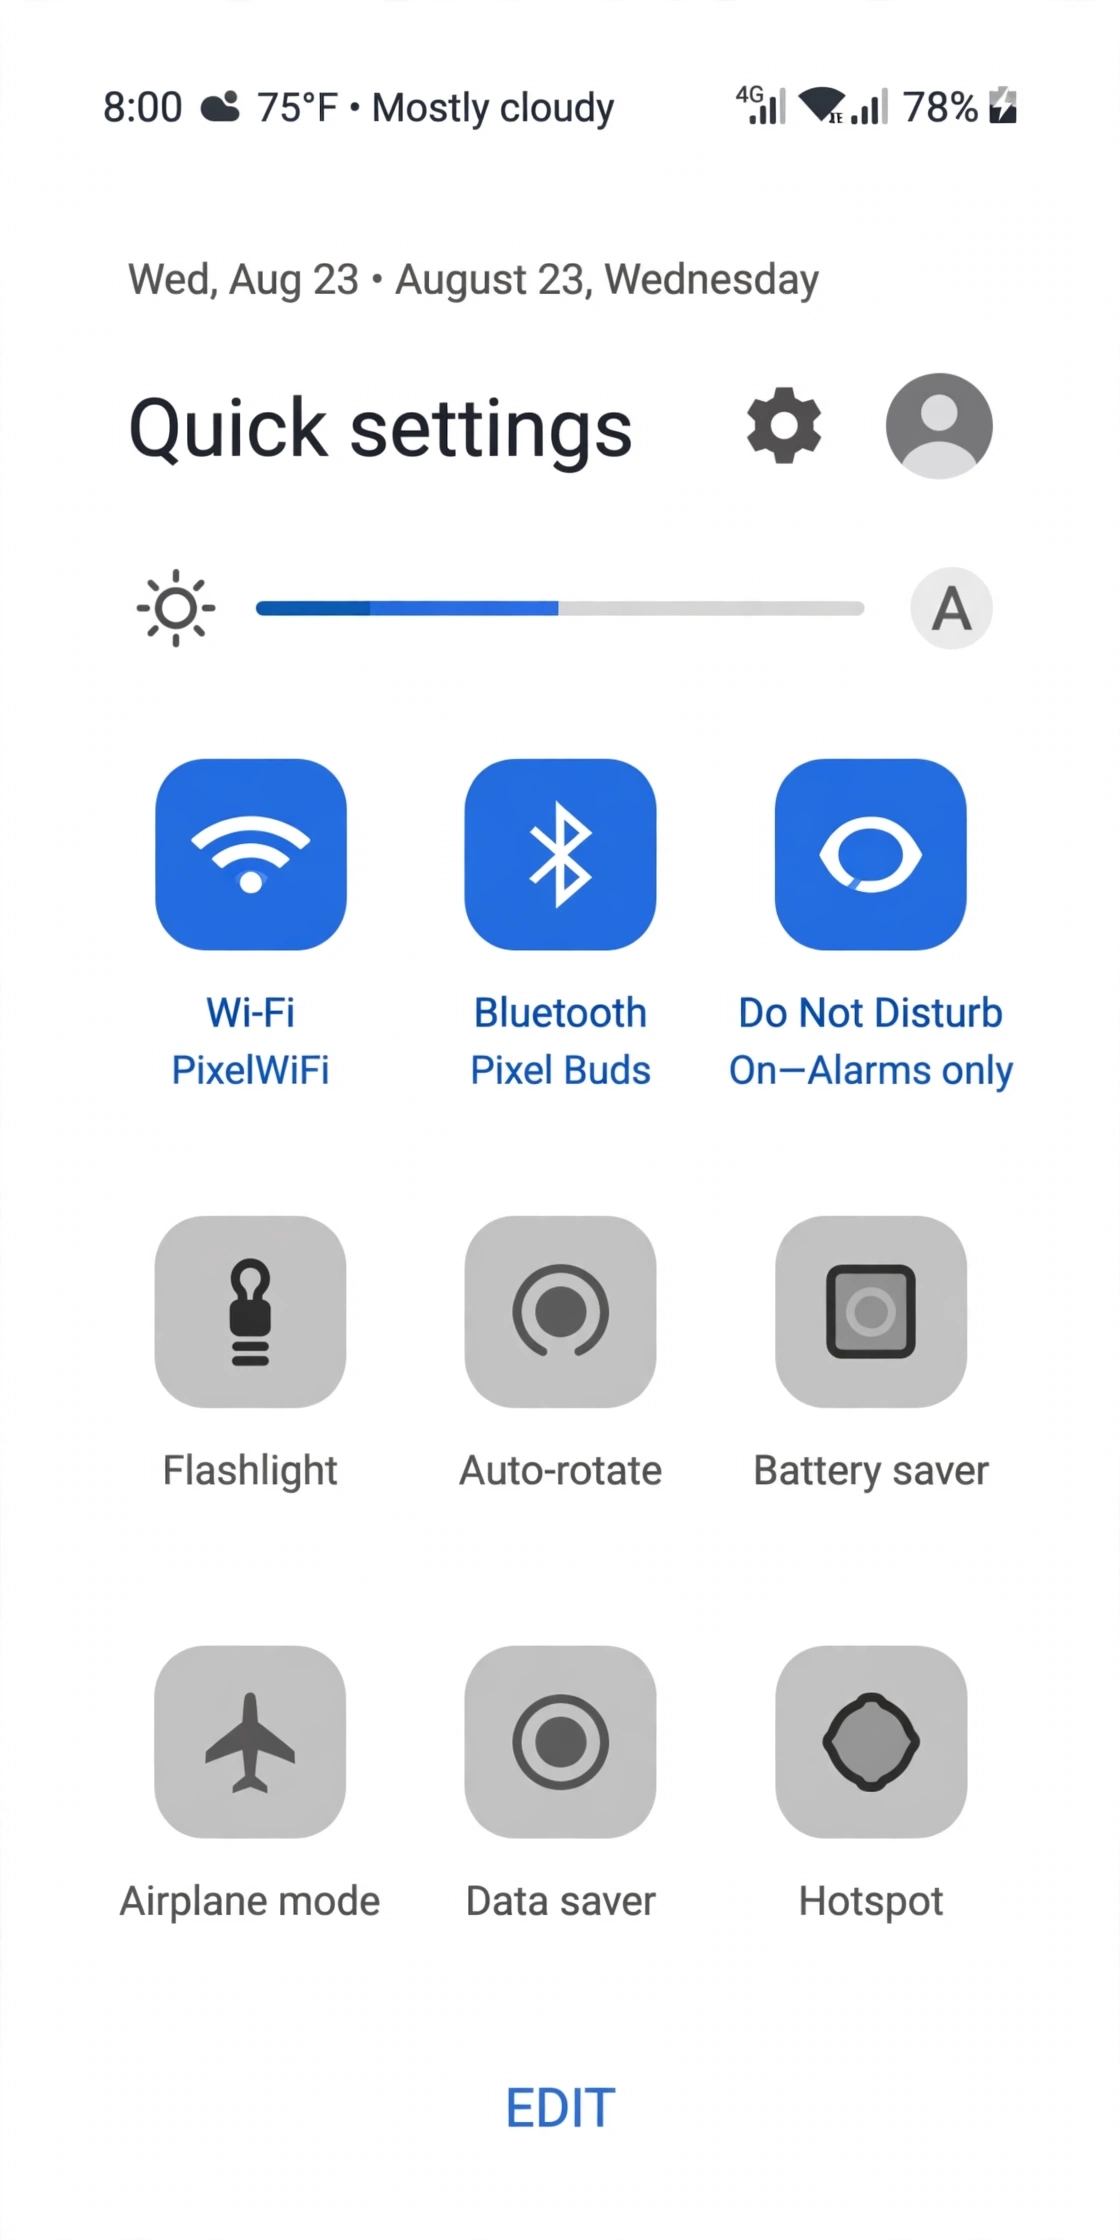 8:00 75°F • Mostly cloudy 4G 78%
Wed, Aug 23 • August 23, Wednesday
Quick settings
A
Wi-Fi Bluetooth Do Not Disturb
PixelWiFi Pixel Buds On—Alarms only
Flashlight Auto-rotate Battery saver
Airplane mode Data saver Hotspot
EDIT